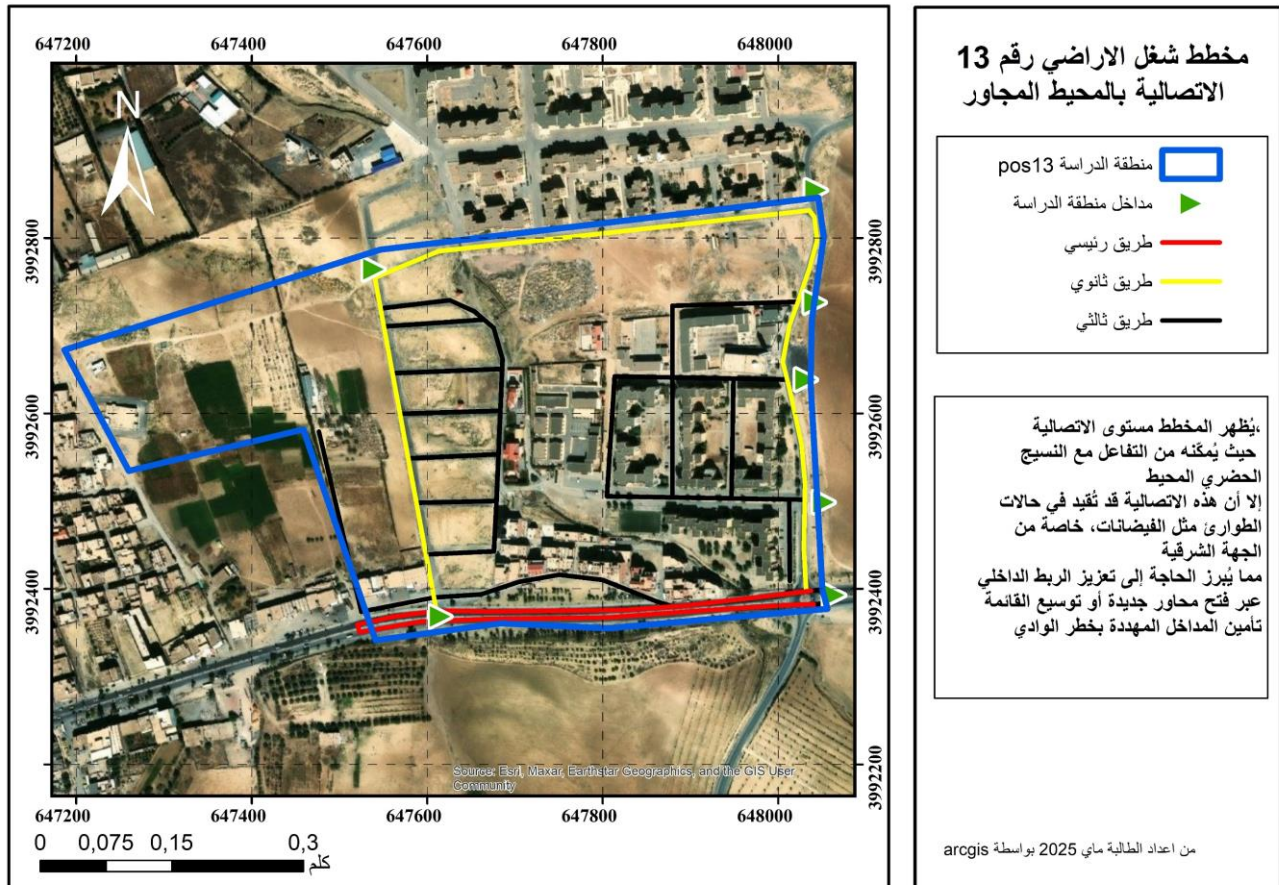 647200 647400 647600 647800 648000
3992800
3992600
3992400
3992200
3992800
3992600
3992400
3992200
N
Source: Esri, Maxar, Earthstar Geographics, and the GIS User
Community
647200 647400 647600 647800 648000
0 0,075 0,15 0,3
كلم
مخطط شغل الاراضي رقم 13
الاتصالية بالمحيط المجاور
منطقة الدراسة pos13
مداخل منطقة الدراسة
طريق رئيسي
طريق ثانوي
طريق ثالثي
،يُظهر المخطط مستوى الاتصالية
حيث يُمكّنه من التفاعل مع النسيج
الحضري المحيط
إلا أن هذه الاتصالية قد تُقيد في حالات
الطوارئ مثل الفيضانات، خاصة من
الجهة الشرقية
مما يُبرز الحاجة إلى تعزيز الربط الداخلي
عبر فتح محاور جديدة أو توسيع القائمة
تأمين المداخل المهددة بخطر الوادي
من اعداد الطالبة ماي 2025 بواسطة arcgis